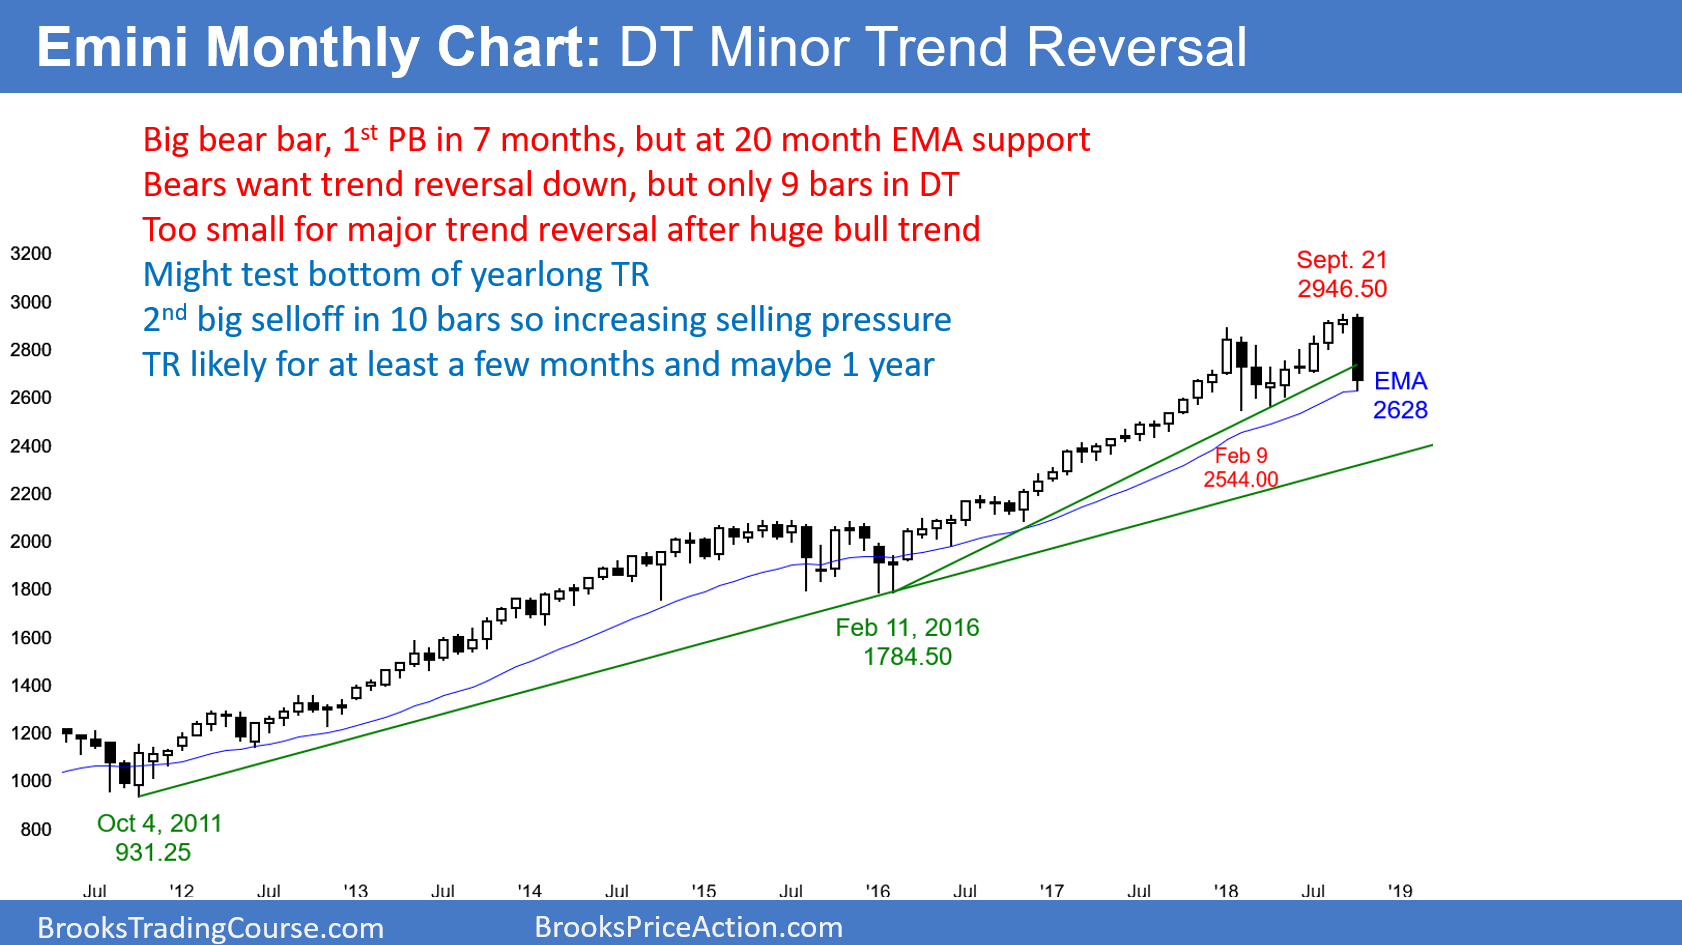 Emini Monthly Chart: DT Minor Trend Reversal
Big bear bar, 1st PB in 7 months, but at 20 month EMA support
Bears want trend reversal down, but only 9 bars in DT
Too small for major trend reversal after huge bull trend
Might test bottom of yearlong TR
2nd big selloff in 10 bars so increasing selling pressure
TR likely for at least a few months and maybe 1 year
Sept. 21
2946.50
EMA
2628
Feb 9
2544.00
Feb 11, 2016
1784.50
Oct 4, 2011
931.25
3200
3000
2800
2600
2400
2200
2000
1800
1600
1400
1200
1000
800
Jul '12 Jul '13 Jul '14 Jul '15 Jul '16 Jul '17 Jul '18 Jul '19
BrooksTradingCourse.com BrooksPriceAction.com